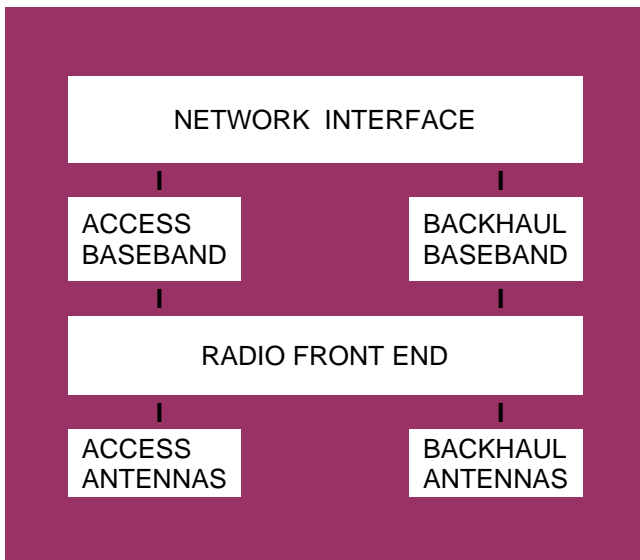 NETWORK INTERFACE
ACCESS
BASEBAND
BACKHAUL
BASEBAND
RADIO FRONT END
ACCESS
ANTENNAS
BACKHAUL
ANTENNAS